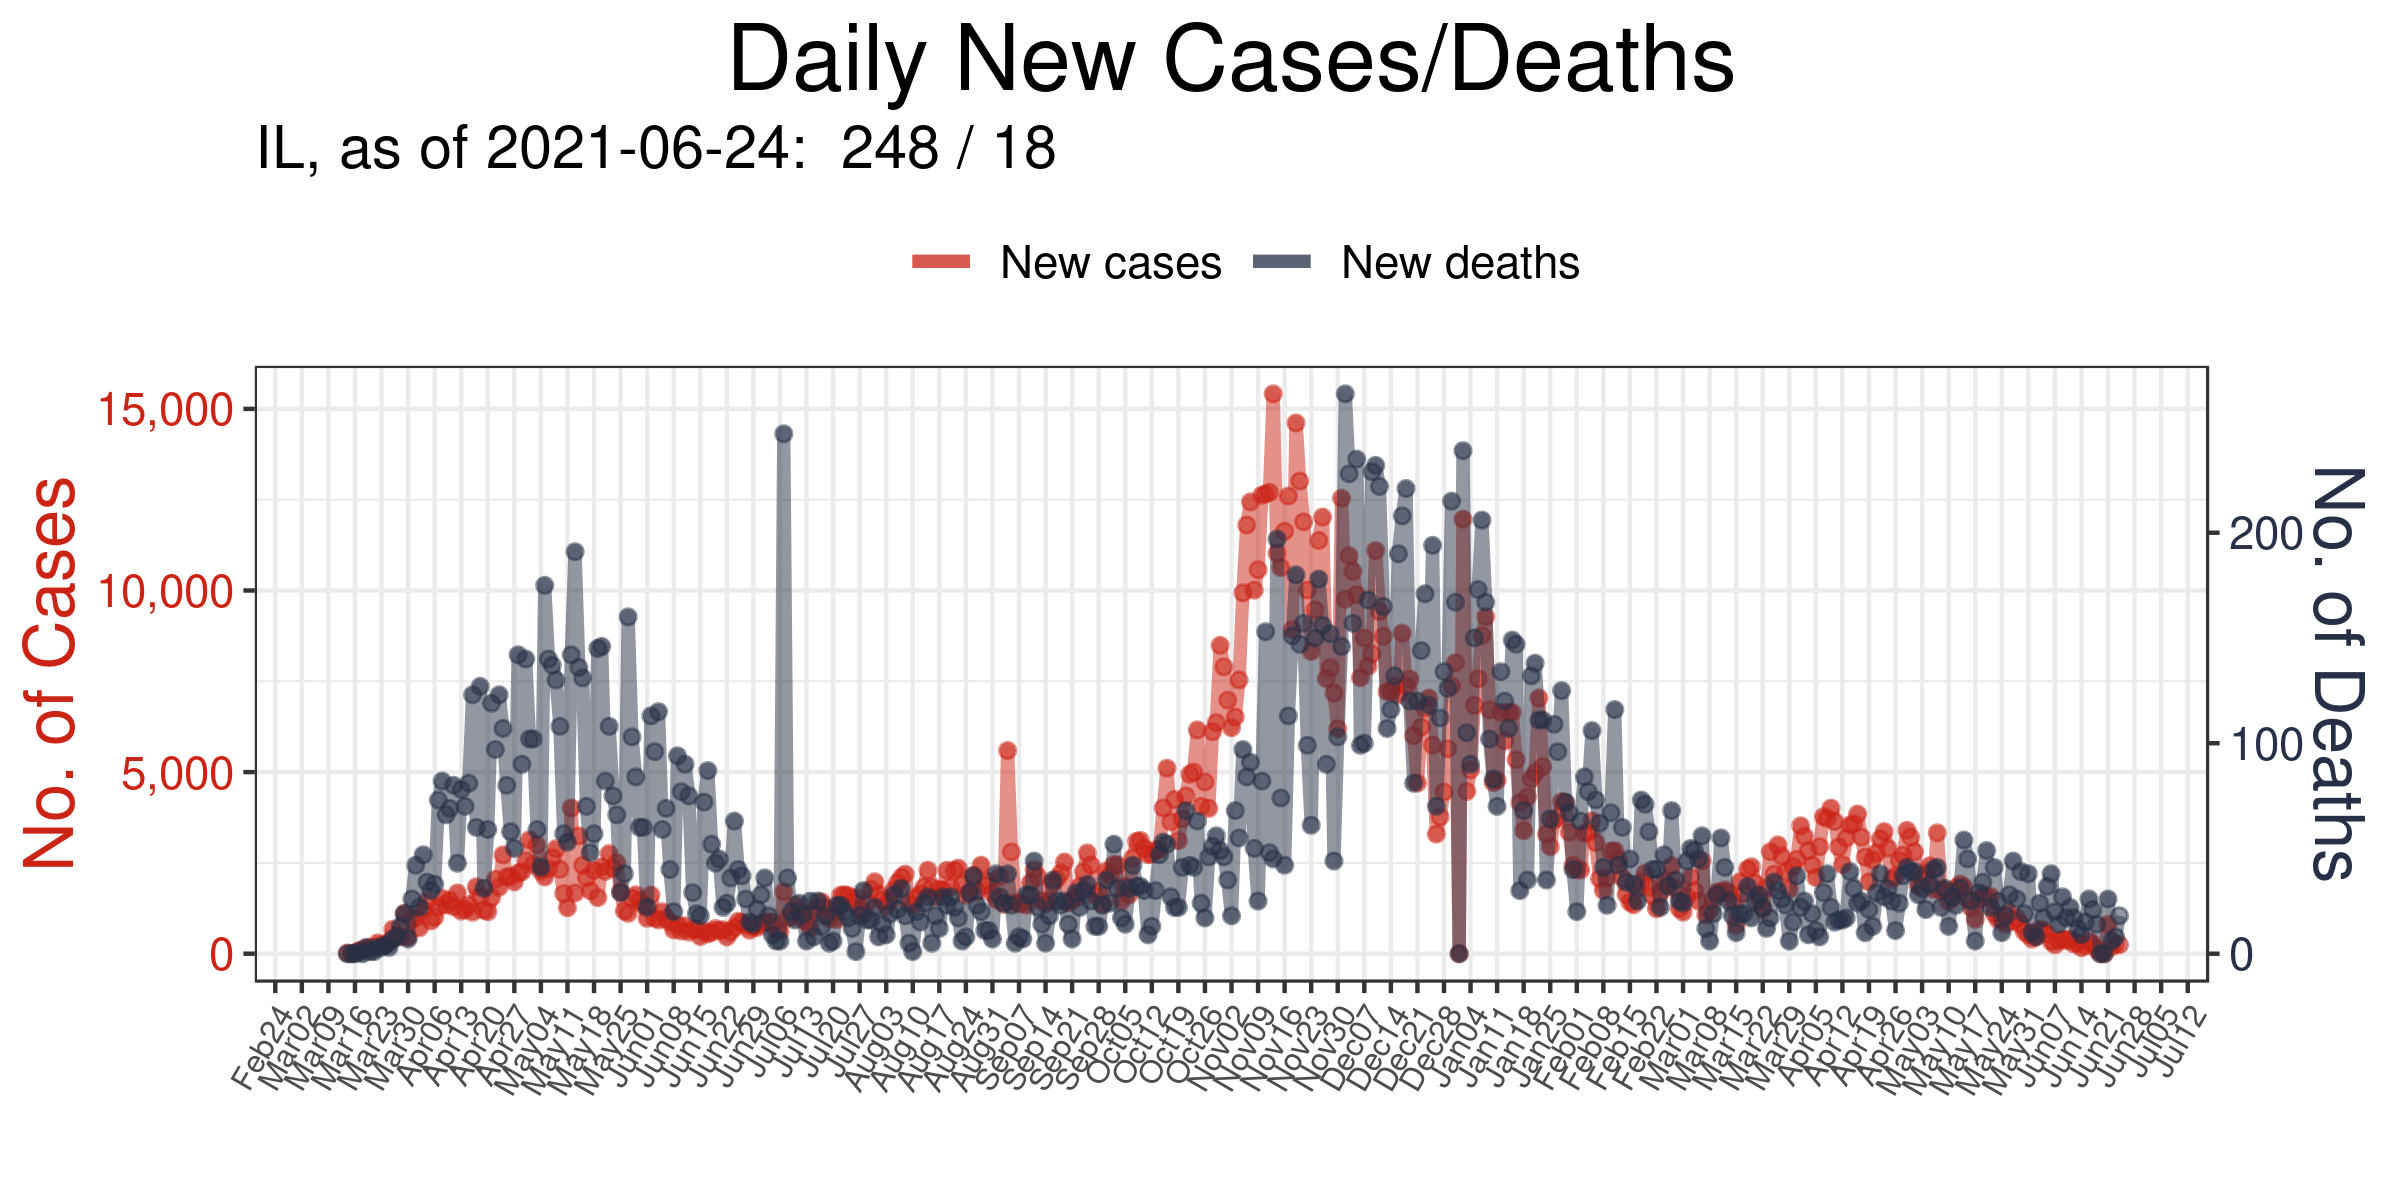 Daily New Cases/Deaths
IL, as of 2021-06-24:  248 / 18
New cases
New deaths
No. of Cases
15,000
10,000
5,000
0
200
100
0
No. of Deaths
Feb24
Mar02
Mar09
Mar16
Mar23
Mar30
Apr06
Apr13
Apr20
Apr27
May04
May11
May18
May25
Jun01
Jun08
Jun15
Jun22
Jun29
Jul06
Jul13
Jul20
Jul27
Aug03
Aug10
Aug17
Aug24
Aug31
Sep07
Sep14
Sep21
Sep28
Oct05
Oct12
Oct19
Oct26
Nov02
Nov09
Nov16
Nov23
Nov30
Dec07
Dec14
Dec21
Dec28
Jan04
Jan11
Jan18
Jan25
Feb01
Feb08
Feb15
Feb22
Mar01
Mar08
Mar15
Mar22
Mar29
Apr05
Apr12
Apr19
Apr26
May03
May10
May17
May24
May31
Jun07
Jun14
Jun21
Jun28
Jul05
Jul12